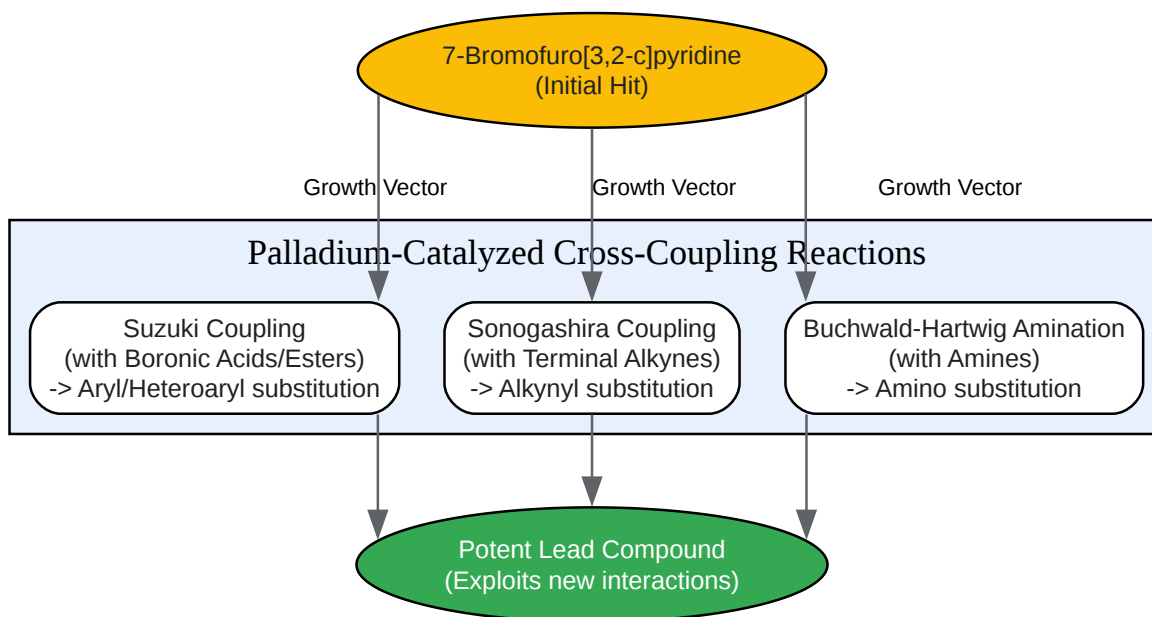 7-Bromofuro[3,2-c]pyridine
(Initial Hit)
Growth Vector
Growth Vector
Growth Vector
Palladium-Catalyzed Cross-Coupling Reactions
Suzuki Coupling
(with Boronic Acids/Esters)
-> Aryl/Heteroaryl substitution
Sonogashira Coupling
(with Terminal Alkynes)
-> Alkynyl substitution
Buchwald-Hartwig Amination
(with Amines)
-> Amino substitution
Potent Lead Compound
(Exploits new interactions)